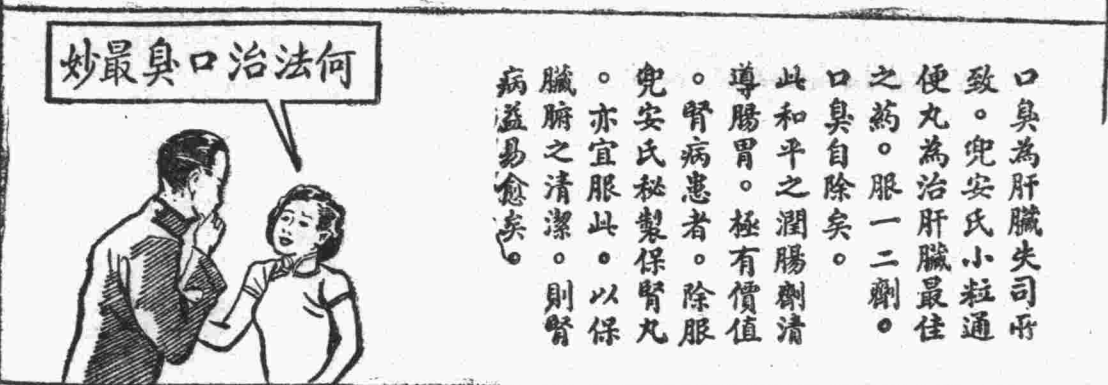 何法治口臭最妙
口臭為肝臟失司所
致。兜安氏小粒通
便丸為治肝臟最佳
之葯。服一二劑。
口臭自除矣。
此和平之潤腸劑清
導腸胃。極有價值
。腎病患者。除服
兜安氏秘製保腎丸
。亦宜服此。以保
臟腑之清潔。則腎
病益易愈矣。